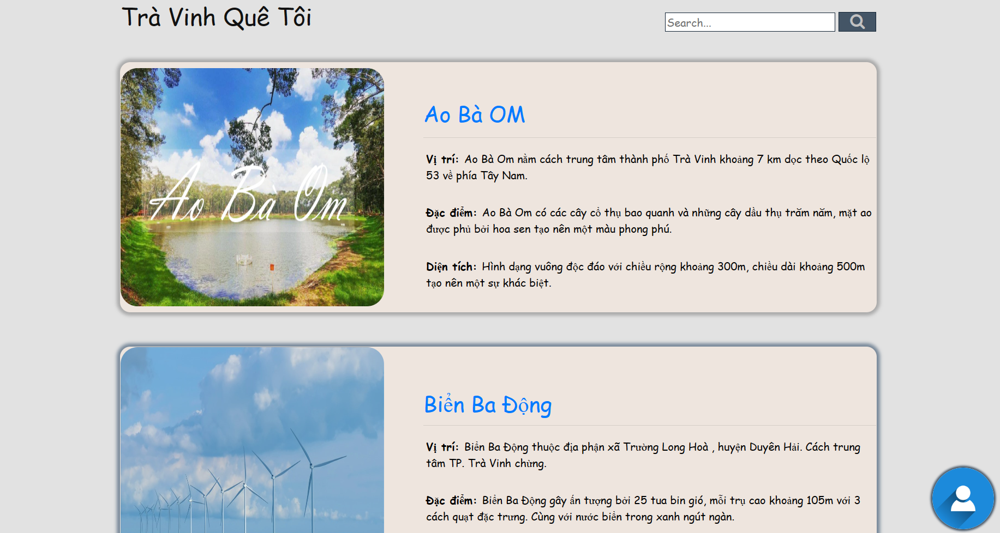 Trà Vinh Quê Tôi
Search...
Ao Bà Om
Ao Bà OM
Vị trí: Ao Bà Om nằm cách trung tâm thành phố Trà Vinh khoảng 7 km dọc theo Quốc lộ
53 về phía Tây Nam.
Đặc điểm: Ao Bà Om có các cây cổ thụ bao quanh và những cây dầu thụ trăm năm, mặt ao
được phủ bởi hoa sen tạo nên một màu phong phú.
Diện tích: Hình dạng vuông độc đáo với chiều rộng khoảng 300m, chiều dài khoảng 500m
tạo nên một sự khác biệt.
Biển Ba Động
Vị trí: Biển Ba Động thuộc địa phận xã Trường Long Hoà , huyện Duyên Hải. Cách trung
tâm TP. Trà Vinh chừng.
Đặc điểm: Biển Ba Động gây ấn tượng bởi 25 tua bin gió, mỗi trụ cao khoảng 105m với 3
cách quạt đặc trưng. Cùng với nước biển trong xanh ngút ngàn.